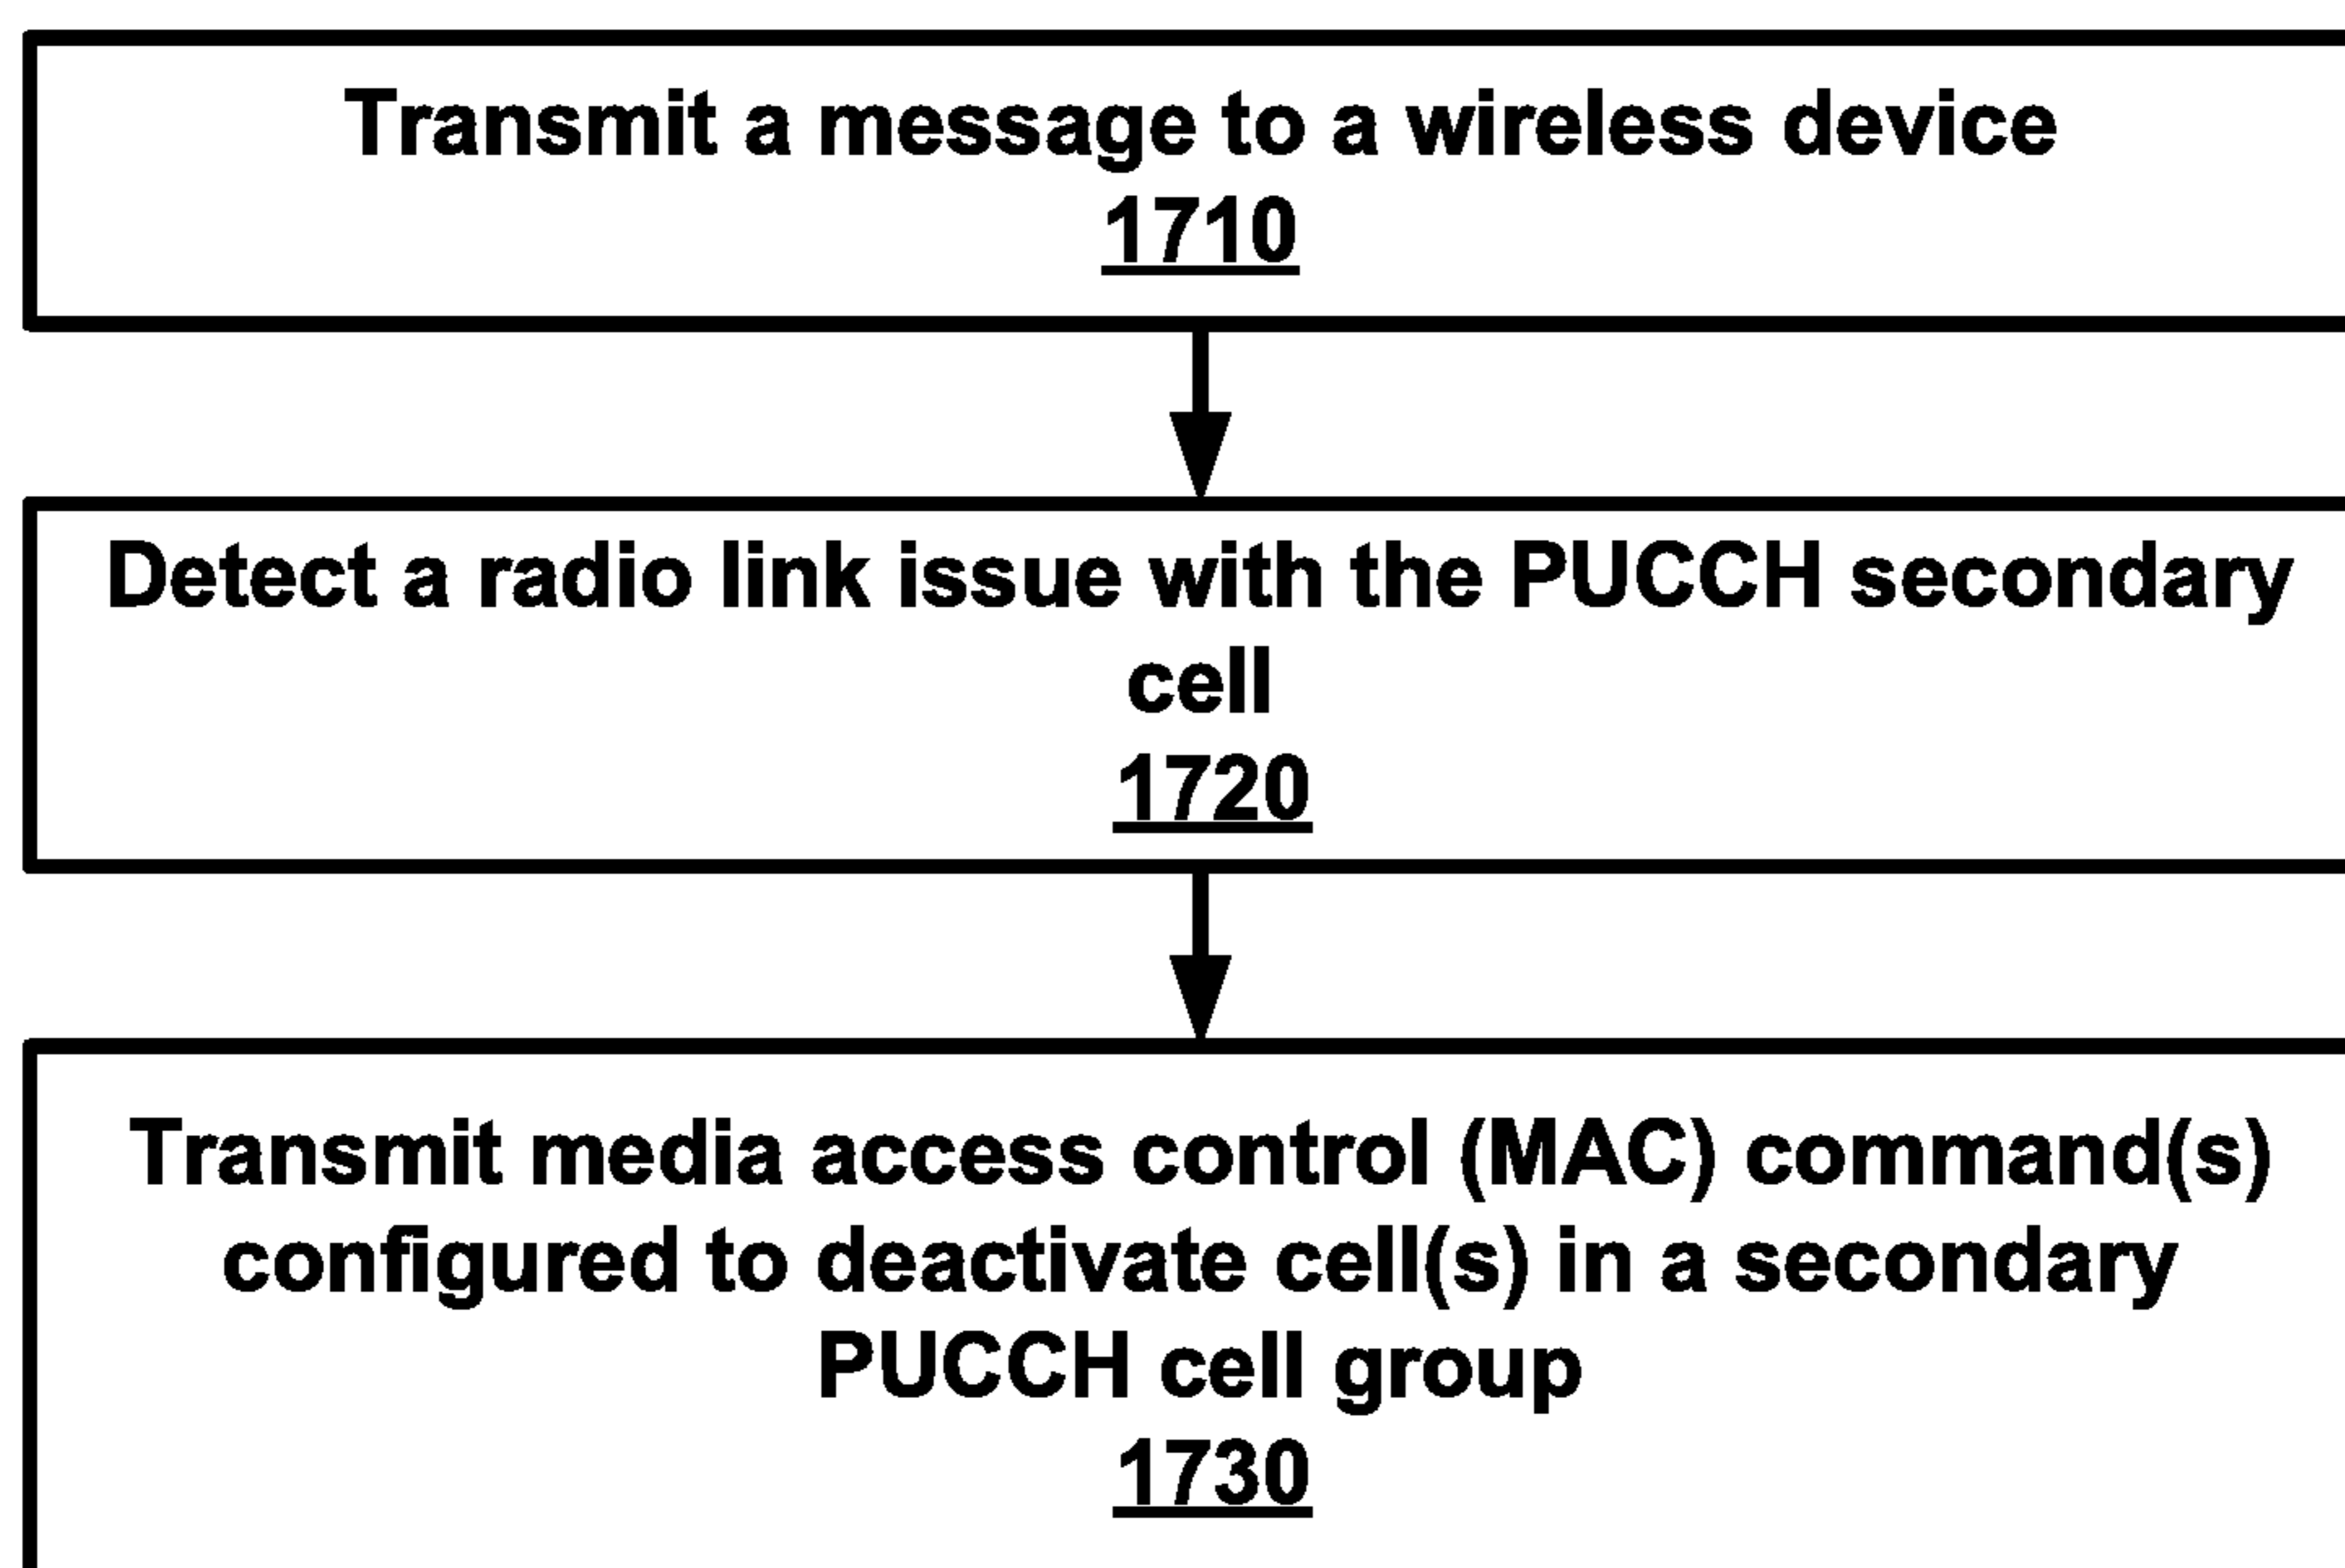 Transmit a message to a wireless device
1710
Detect a radio link issue with the PUCCH secondary
cell
1720
Transmit media access control (MAC) command(s)
configured to deactivate cell(s) in a secondary
PUCCH cell group
1730